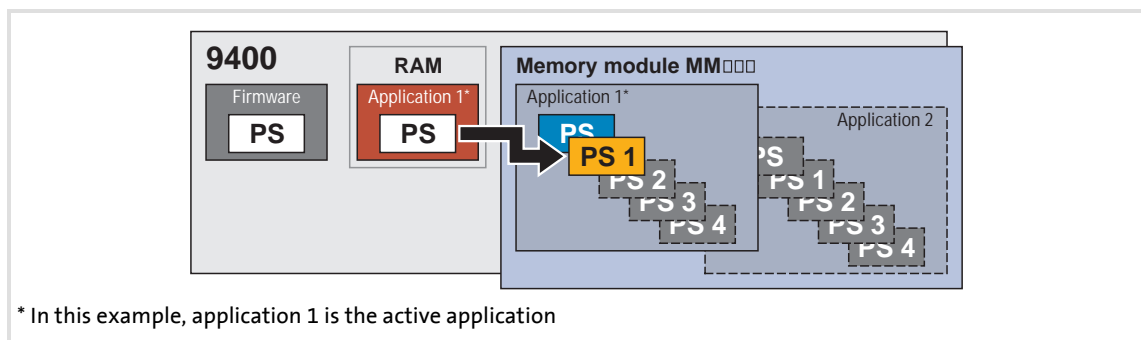 9400
RAM
Memory module MM□□□
Firmware
PS
Application 1*
PS
Application 1*
PS
PS 1
PS 2
PS 3
PS 4
Application 2
PS
PS 1
PS 2
PS 3
PS 4
* In this example, application 1 is the active application